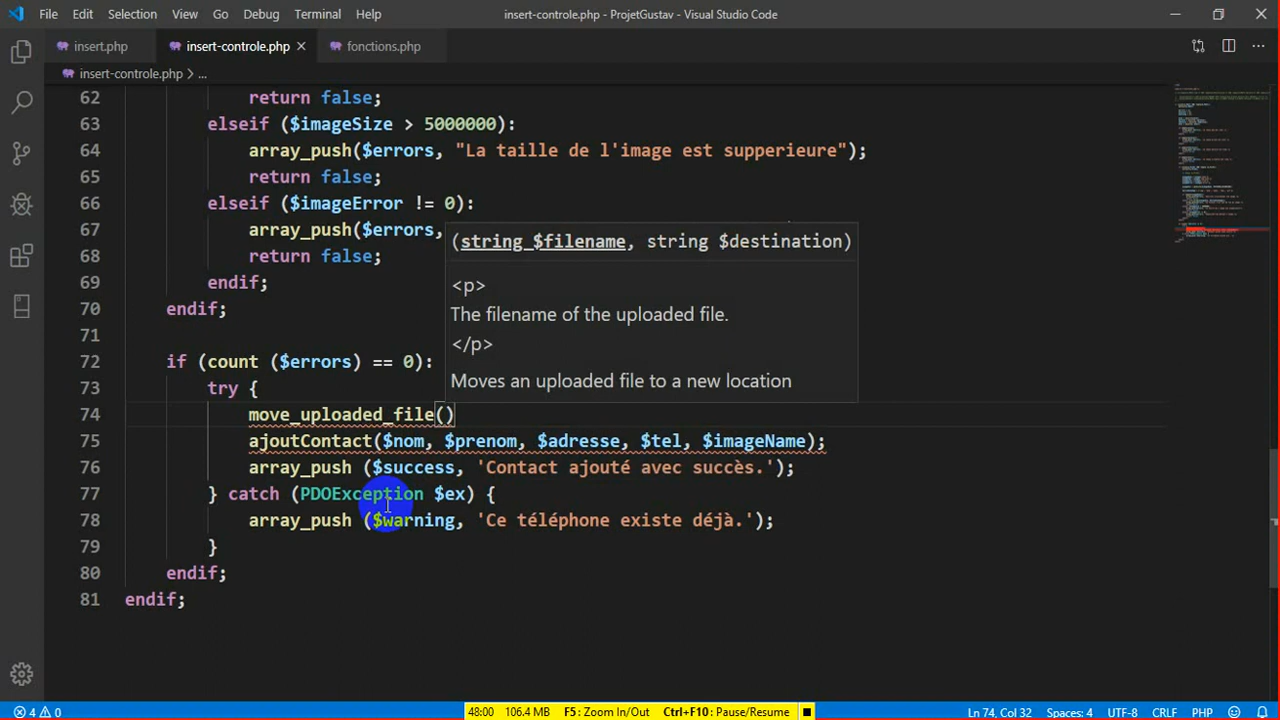 File Edit Selection View Go Debug Terminal Help insert-controle.php - ProjetGustav - Visual Studio Code
insert.php insert-controle.php × fonctions.php
insert-controle.php > ...
62 return false;
63 elseif ($imageSize > 5000000):
64 array_push($errors, "La taille de l'image est supperieure");
65 return false;
66 elseif ($imageError != 0):
67 array_push($errors,
68 return false;
69 endif;
70 endif;
71
72 if (count ($errors) == 0):
73 try {
74 move_uploaded_file()
75 ajoutContact($nom, $prenom, $adresse, $tel, $imageName);
76 array_push ($success, 'Contact ajouté avec succès.');
77 } catch (PDOException $ex) {
78 array_push ($warning, 'Ce téléphone existe déjà.');
79 }
80 endif;
81 endif;
(string $filename, string $destination)
<p>
The filename of the uploaded file.
</p>
Moves an uploaded file to a new location
4 0 48:00 106.4 MB F5: Zoom In/Out Ctrl+F10: Pause/Resume Ln 74, Col 32 Spaces: 4 UTF-8 CRLF PHP